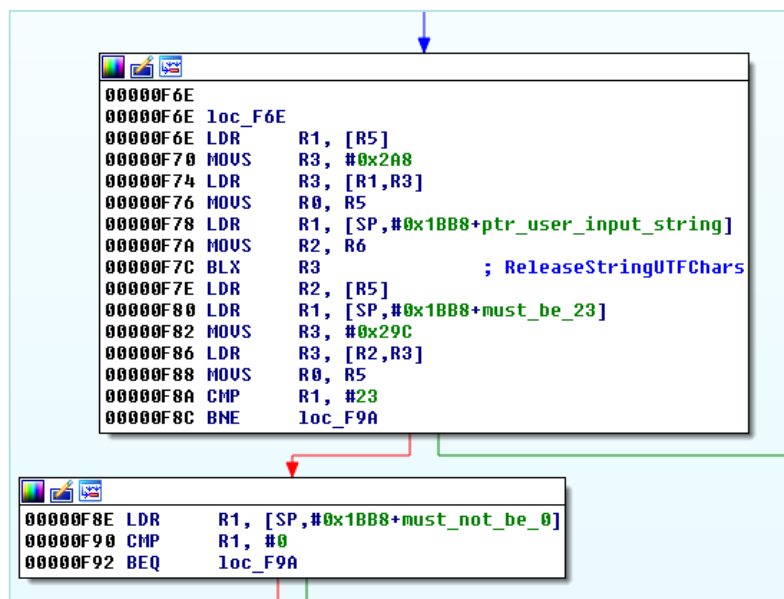 00000F6E
00000F6E loc_F6E
00000F6E LDR R1, [R5]
00000F70 MOVS R3, #0x2A8
00000F74 LDR R3, [R1,R3]
00000F76 MOVS R0, R5
00000F78 LDR R1, [SP,#0x1BB8+ptr_user_input_string]
00000F7A MOVS R2, R6
00000F7C BLX R3 ; ReleaseStringUTFChars
00000F7E LDR R2, [R5]
00000F80 LDR R1, [SP,#0x1BB8+must_be_23]
00000F82 MOVS R3, #0x29C
00000F86 LDR R3, [R2,R3]
00000F88 MOVS R0, R5
00000F8A CMP R1, #23
00000F8C BNE loc_F9A
00000F8E LDR R1, [SP,#0x1BB8+must_not_be_0]
00000F90 CMP R1, #0
00000F92 BEQ loc_F9A